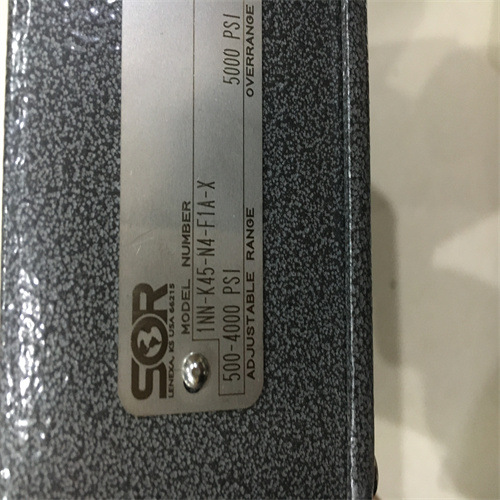 SOR
LENEXA, KS USA 66215
MODEL NUMBER
1NN-K45-N4-F1A-X
500-4000 PSI 5000 PSI
ADJUSTABLE RANGE OVERRANGE